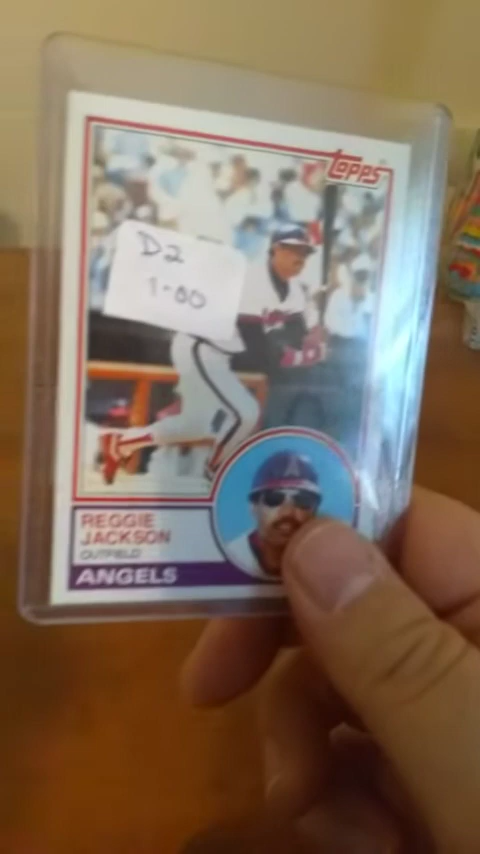 Topps
D2
1-00
REGGIE
JACKSON
OUTFIELD
ANGELS